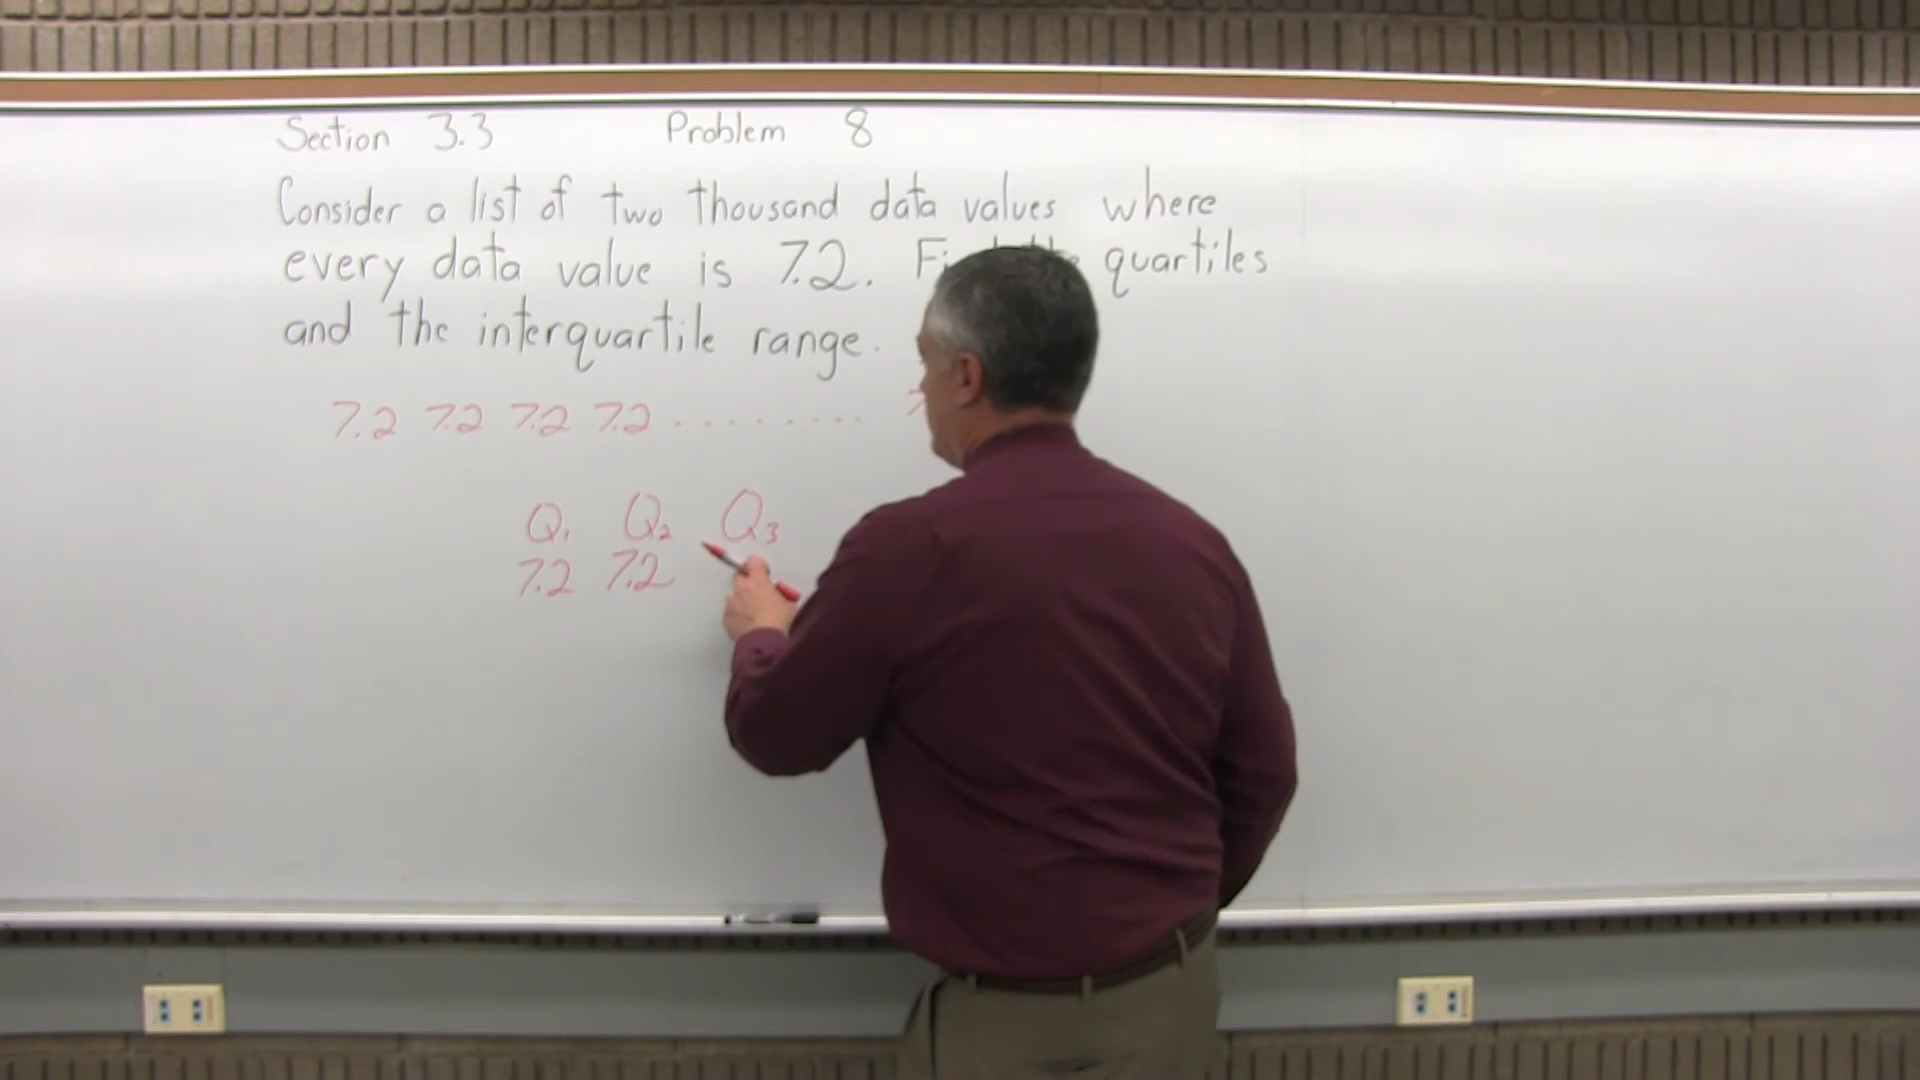 Section 3.3 Problem 8
Consider a list of two thousand data values where
every data value is 7.2. quartiles
and the interquartile range.
7.2 7.2 7.2 7.2 .........
Q1 Q2 Q3
7.2 7.2